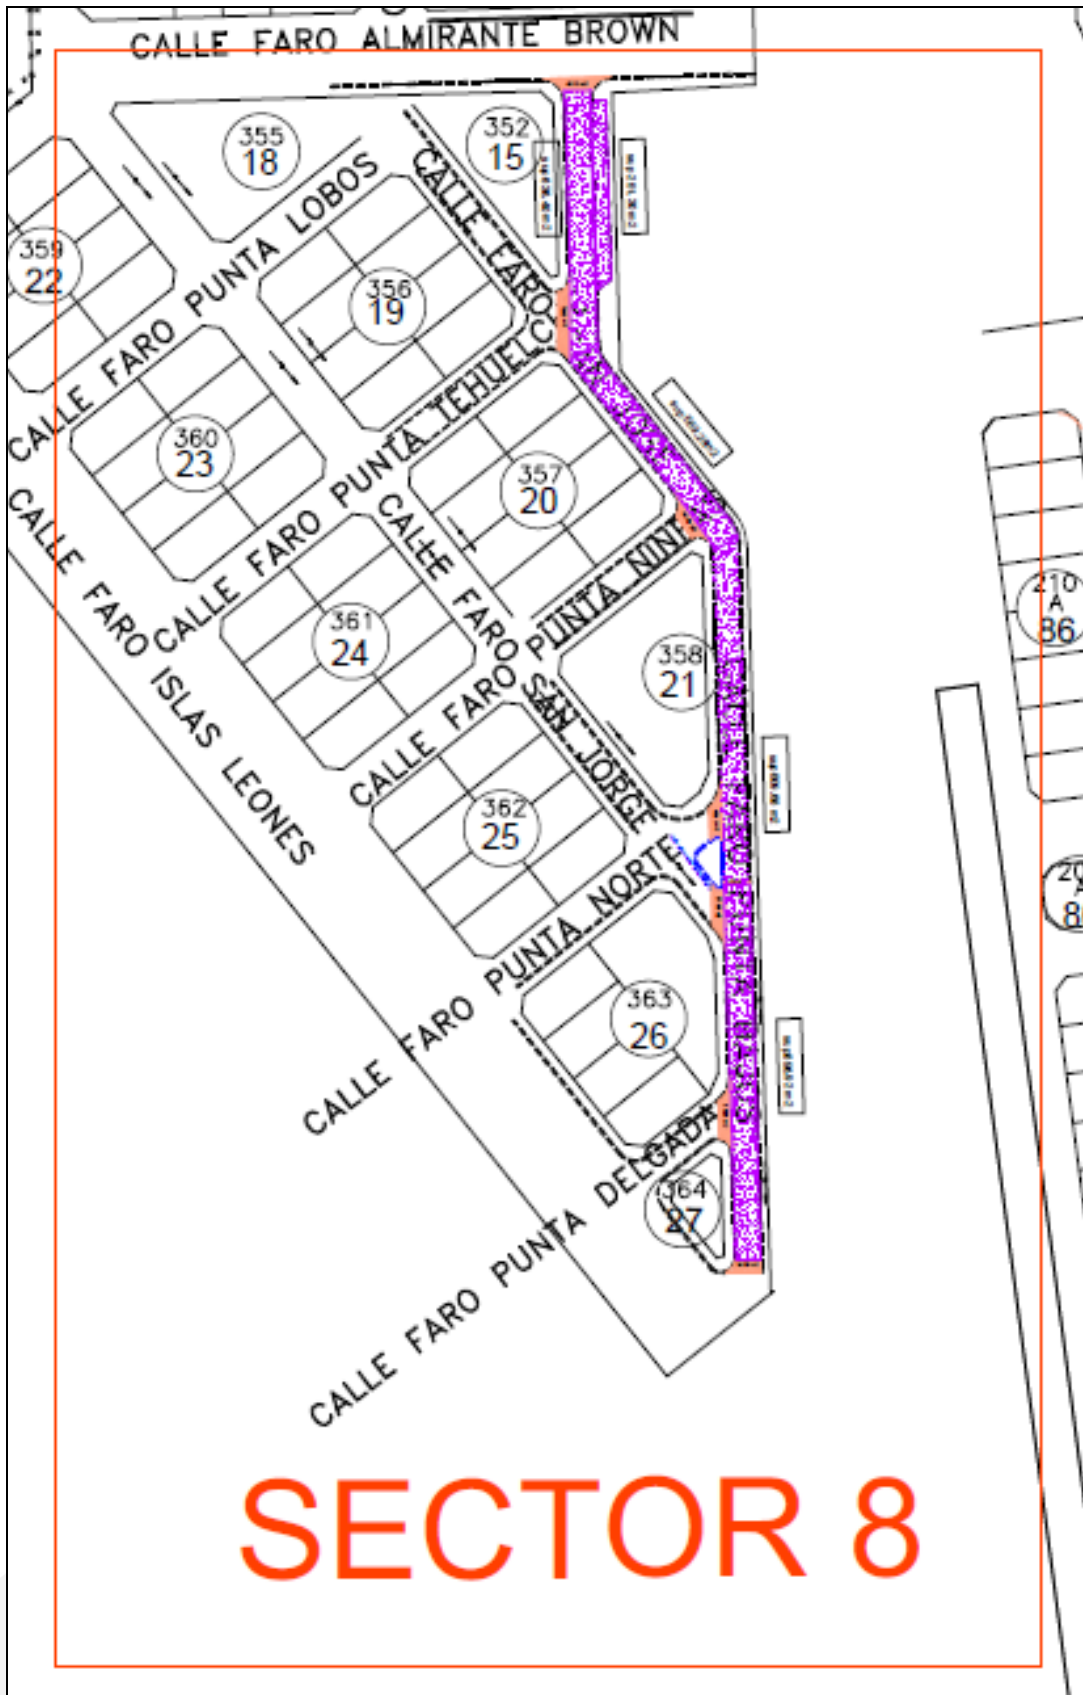 CALLE FARO ALMIRANTE BROWN
355
18
352
15
CALLE FARO PUNTA LOBOS
CALLE FARO
359
22
356
19
CALLE FARO PUNTA TEHUELCO
360
23
357
20
CALLE FARO ISLAS LEONES
CALLE FARO SAN JORGE
361
24
CALLE FARO PUNTA NINF
358
21
210
A
86
362
25
CALLE FARO PUNTA NORTE
363
26
CALLE FARO PUNTA DELGADA
364
27
SECTOR 8